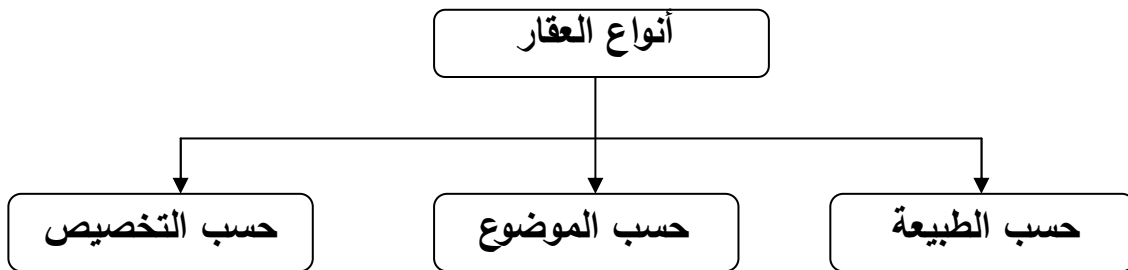 أنواع العقار
حسب الطبيعة
حسب الموضوع
حسب التخصيص